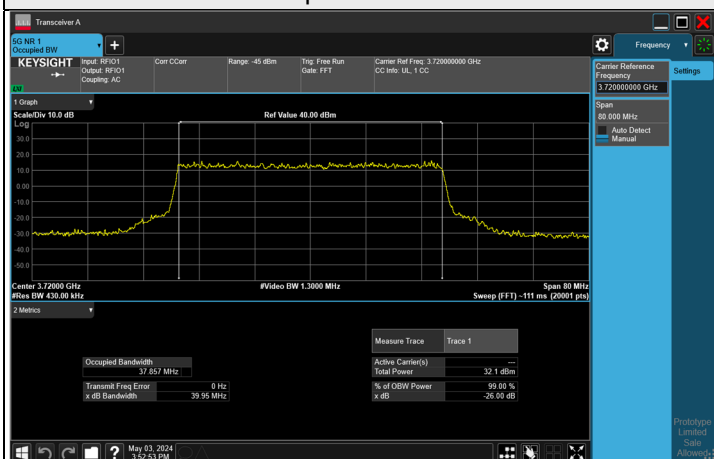 Transceiver A
5G NR 1
Occupied BW
Frequency
KEYSIGHT
Input: RFIO1
Output: RFIO1
Coupling: AC
Corr CCorr
Range: -45 dBm
Trig: Free Run
Gate: FFT
Carrier Ref Freq: 3.720000000 GHz
CC Info: UL, 1 CC
LXI
Carrier Reference
Frequency
3.720000000 GHz
Settings
Span
80.000 MHz
Auto Detect
Manual
1 Graph
Scale/Div 10.0 dB
Ref Value 40.00 dBm
Log
30.0
20.0
10.0
0.00
-10.0
-20.0
-30.0
-40.0
-50.0
Center 3.72000 GHz
#Video BW 1.3000 MHz
Span 80 MHz
#Res BW 430.00 kHz
Sweep (FFT) ~111 ms (20001 pts)
2 Metrics
Measure Trace
Trace 1
Occupied Bandwidth
37.857 MHz
Active Carrier(s)
---
Total Power
32.1 dBm
Transmit Freq Error
0 Hz
x dB Bandwidth
39.95 MHz
% of OBW Power
99.00 %
x dB
-26.00 dB
Prototype
Limited
Sale
Allowed
May 03, 2024
3:52:53 PM